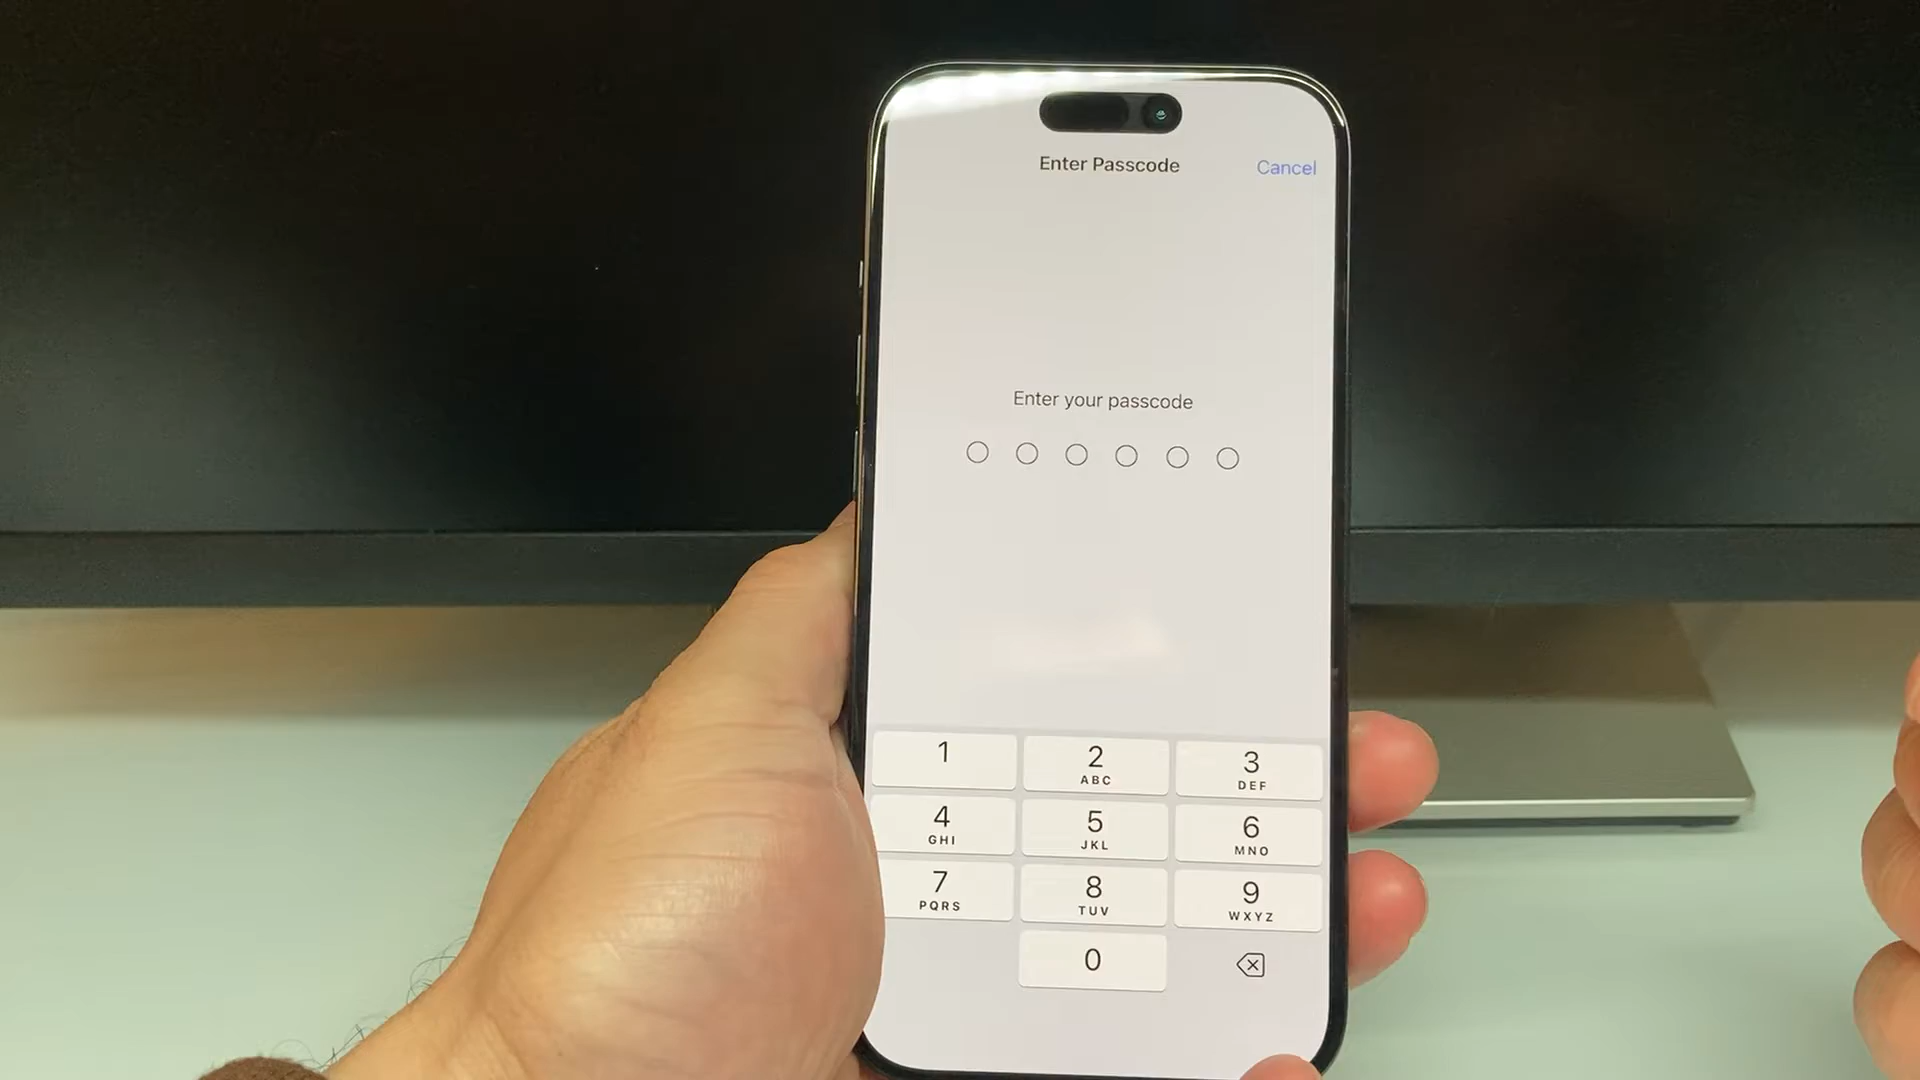 Enter Passcode
Cancel
Enter your passcode
1
2
ABC
3
DEF
4
GHI
5
JKL
6
MNO
7
PQRS
8
TUV
9
WXYZ
0